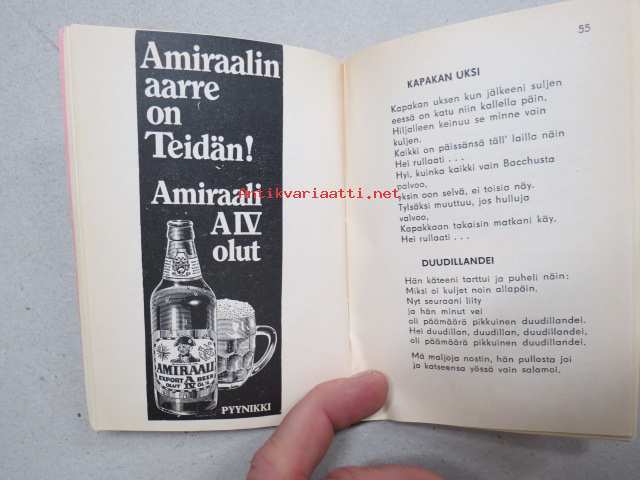 Amiraalin
aarre
on
Teidän!
Amiraali
A IV
olut
AMIRAALI
EXPORT A BEER
OLUT IV ÖL
PYYNIKKI
Antikvariaatti.net
55
KAPAKAN UKSI
Kapakan uksen kun jälkeeni suljen
eessä on katu niin kallella päin,
Hiljalleen keinuu se minne vain
kuljen.
Kaikki on päissänsä täll' lailla näin
Hei rullaati . . .
Hyi, kuinka kaikki vain Bacchusta
palvoo,
yksin oon selvä, ei toisia näy.
Tylsäksi muuttuu, jos hulluja
valvoo,
Kapakkaan takaisin matkani käy.
Hei rullaati . . .
DUUDILLANDEI
Hän käteeni tarttui ja puheli näin:
Miksi oi kuljet noin allapäin,
Nyt seuraani liity
ja hän minut vei
oli päämäärä pikkuinen duudillandei.
Hei duudillan, duudillandei, duudillandei,
oli päämäärä pikkuinen duudillandei.
Mä maljoja nostin, hän pullosta joi
ja katseensa yössä vain salamoi.